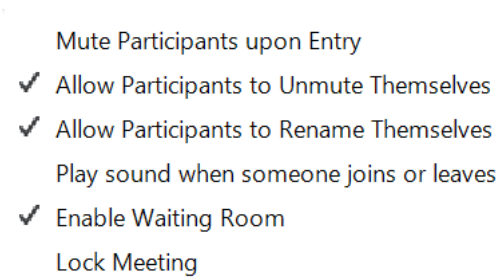 Mute Participants upon Entry
✓ Allow Participants to Unmute Themselves
✓ Allow Participants to Rename Themselves
Play sound when someone joins or leaves
✓ Enable Waiting Room
Lock Meeting